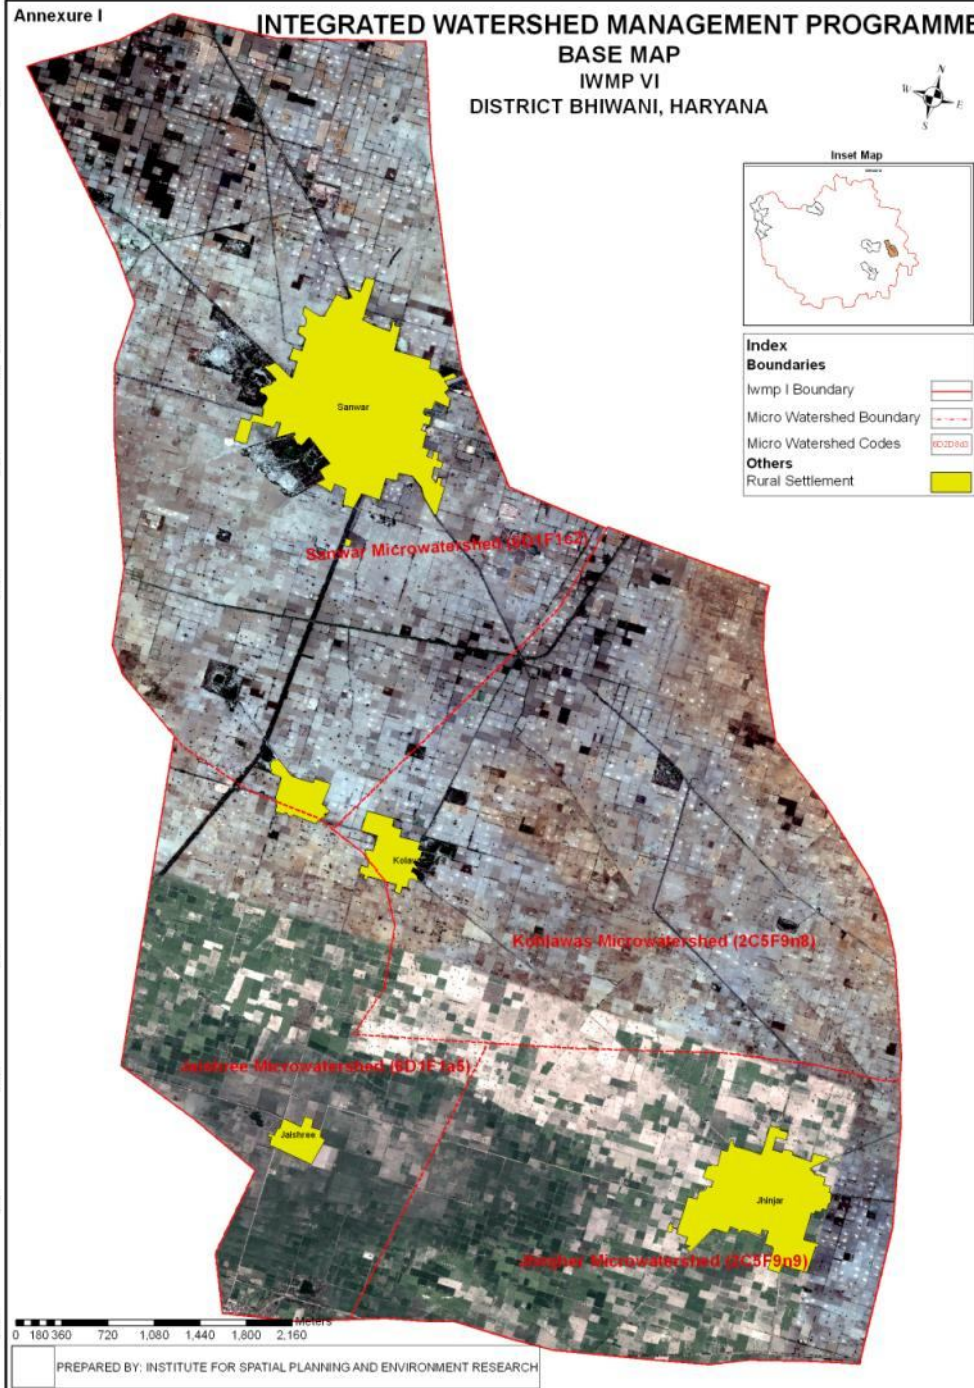 Annexure I
INTEGRATED WATERSHED MANAGEMENT PROGRAMME
BASE MAP
IWMP VI
DISTRICT BHIWANI, HARYANA
N
W
E
S
Inset Map
Index
Boundaries
Iwmp I Boundary
Micro Watershed Boundary
Micro Watershed Codes
Others
Rural Settlement
Sanwar
Sanwar Microwatershed (6D1F1c2)
Kohlawas Microwatershed (2C5F9n8)
Microwatershed (6D1F1a5)
Jaishree
Jhinjar
Microwatershed (2C5F9n9)
Meters
0 180 360 720 1,080 1,440 1,800 2,160
PREPARED BY: INSTITUTE FOR SPATIAL PLANNING AND ENVIRONMENT RESEARCH